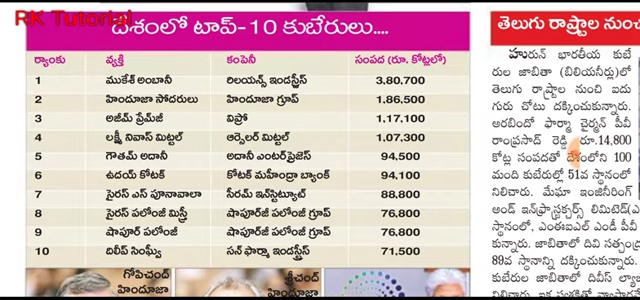 RK Tutorial
దేశంలో టాప్-10 కుబేరులు....
ర్యాంకు వ్యక్తి కంపెనీ సంపద (రూ. కోట్లలో)
1 ముకేశ్ అంబానీ రిలయన్స్ ఇండస్ట్రీస్ 3,80,700
2 హిందూజా సోదరులు హిందూజా గ్రూప్ 1,86,500
3 అజీమ్ ప్రేమ్‌జీ విప్రో 1,17,100
4 లక్ష్మీ నివాస్ మిట్టల్ ఆర్సెలర్ మిట్టల్ 1,07,300
5 గౌతమ్ అదానీ అదానీ ఎంటర్‌ప్రైజెస్ 94,500
6 ఉదయ్ కోటక్ కోటక్ మహీంద్రా బ్యాంక్ 94,100
7 సైరస్ ఎస్ పూనావాలా సీరమ్ ఇన్‌స్టిట్యూట్ 88,800
8 సైరస్ పలోంజీ మిస్త్రీ షాపూర్‌జీ పలోంజీ గ్రూప్ 76,800
9 షాపూర్ పలోంజీ షాపూర్‌జీ పలోంజీ గ్రూప్ 76,800
10 దిలీప్ సింఘ్వీ సన్ ఫార్మా ఇండస్ట్రీస్ 71,500
గోపీచంద్
హిందూజా
శ్రీచంద్
హిందూజా
తెలుగు రాష్ట్రాల నుంచి
హురున్ భారతీయ కుబే
రుల జాబితా (బిలియనీర్లు)లో
తెలుగు రాష్ట్రాల నుంచి ఐదు
గురు చోటు దక్కించుకున్నారు.
అరబిందో ఫార్మా చైర్మన్ పీవీ
రాంప్రసాద్ రెడ్డి రూ.14,800
కోట్ల సంపదతో దేశంలోని 100
మంది కుబేరుల్లో 51వ స్థానంలో
నిలిచారు. మేఘా ఇంజినీరింగ్
అండ్ ఇన్‌ఫ్రాస్ట్రక్చర్స్ లిమిటెడ్
స్థానంలో, ఎంఈఐఎల్ ఎండీ పీవీ
కున్నారు. జాబితాలో దివి సత్చంద్ర
89వ స్థానాన్ని దక్కించుకున్నారు.
కుబేరుల జాబితాలో దివీస్